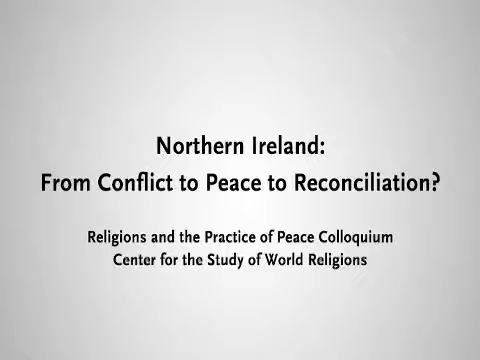 Northern Ireland:
From Conflict to Peace to Reconciliation?
Religions and the Practice of Peace Colloquium
Center for the Study of World Religions